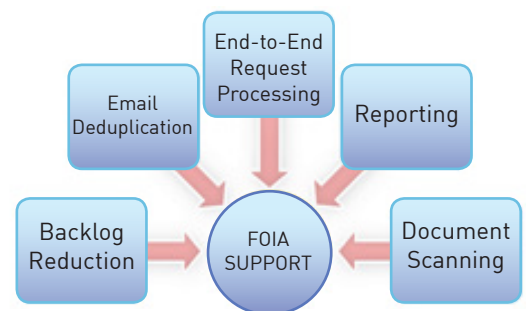 End-to-End
Request
Processing
Email
Deduplication
Reporting
Backlog
Reduction
FOIA
SUPPORT
Document
Scanning